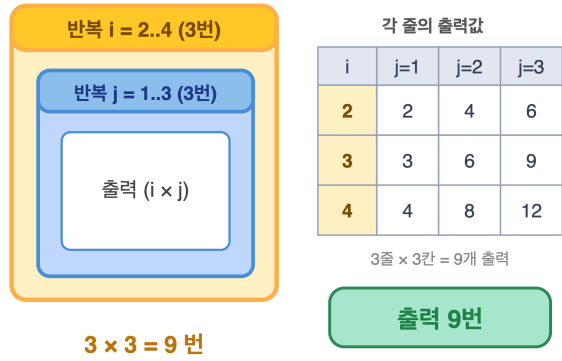 반복 i = 2..4 (3번)
반복 j = 1..3 (3번)
출력 (i × j)
3 × 3 = 9 번
각 줄의 출력값
i j=1 j=2 j=3
2 2 4 6
3 3 6 9
4 4 8 12
3줄 × 3칸 = 9개 출력
출력 9번